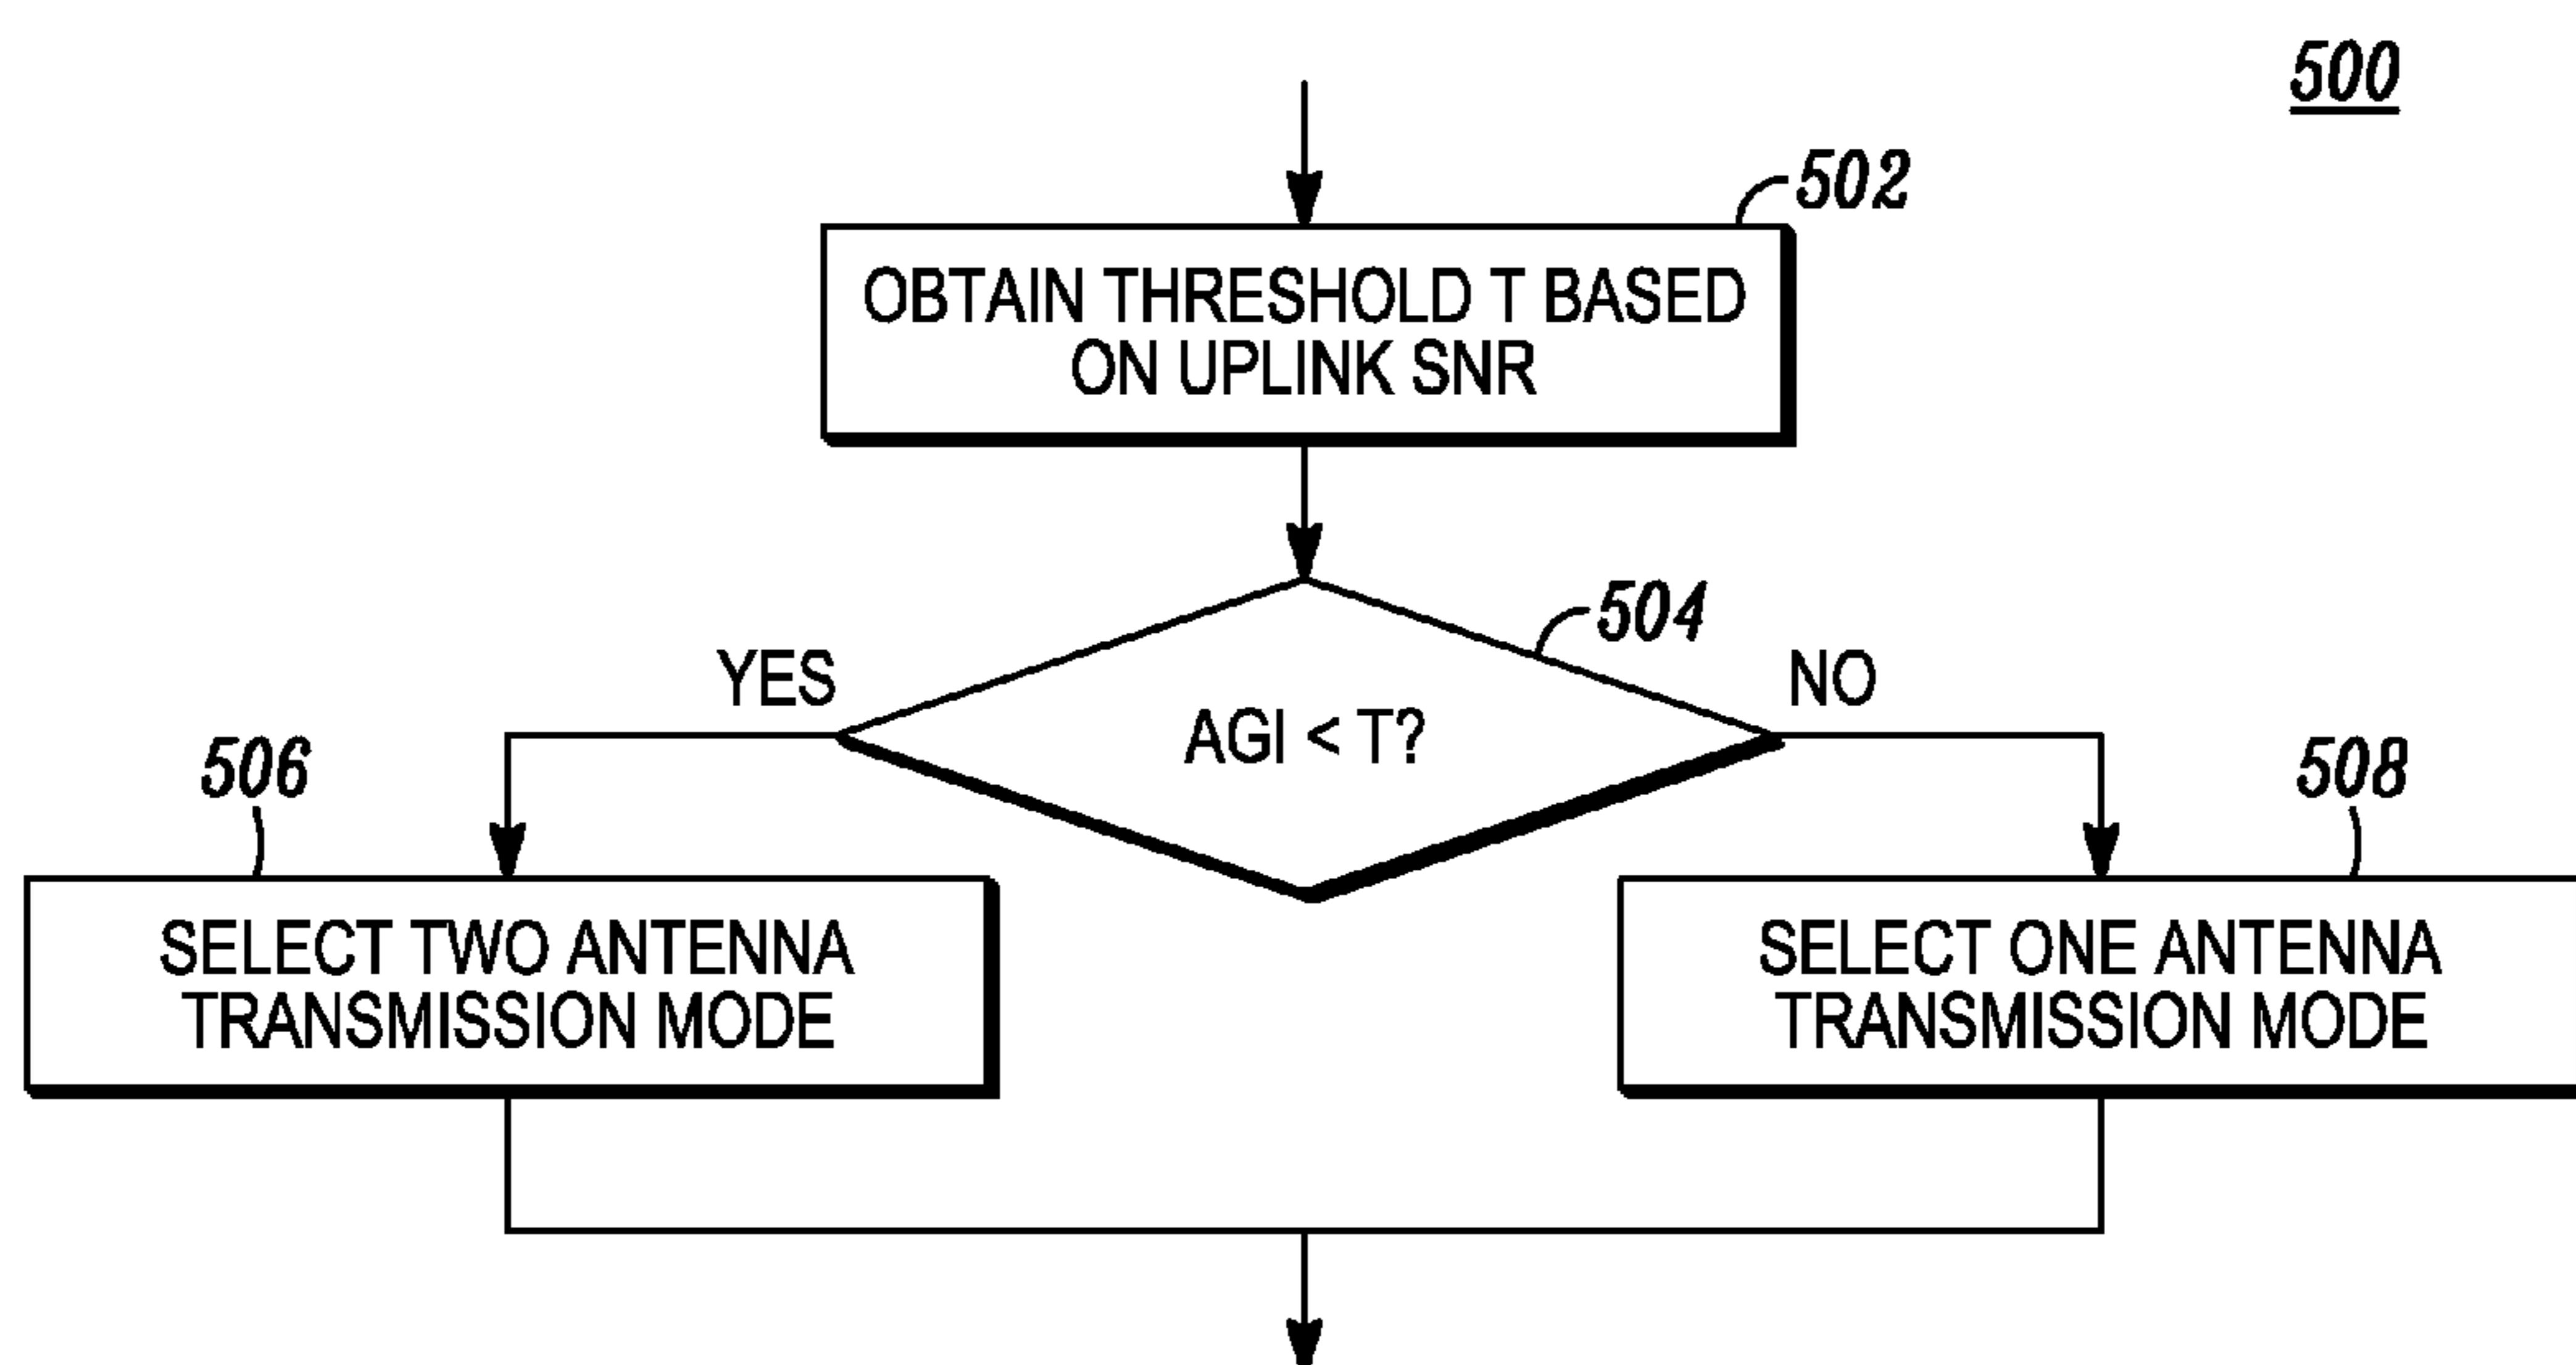 500
502
OBTAIN THRESHOLD T BASED
ON UPLINK SNR
504
YES
NO
AGI < T?
506
508
SELECT TWO ANTENNA
TRANSMISSION MODE
SELECT ONE ANTENNA
TRANSMISSION MODE